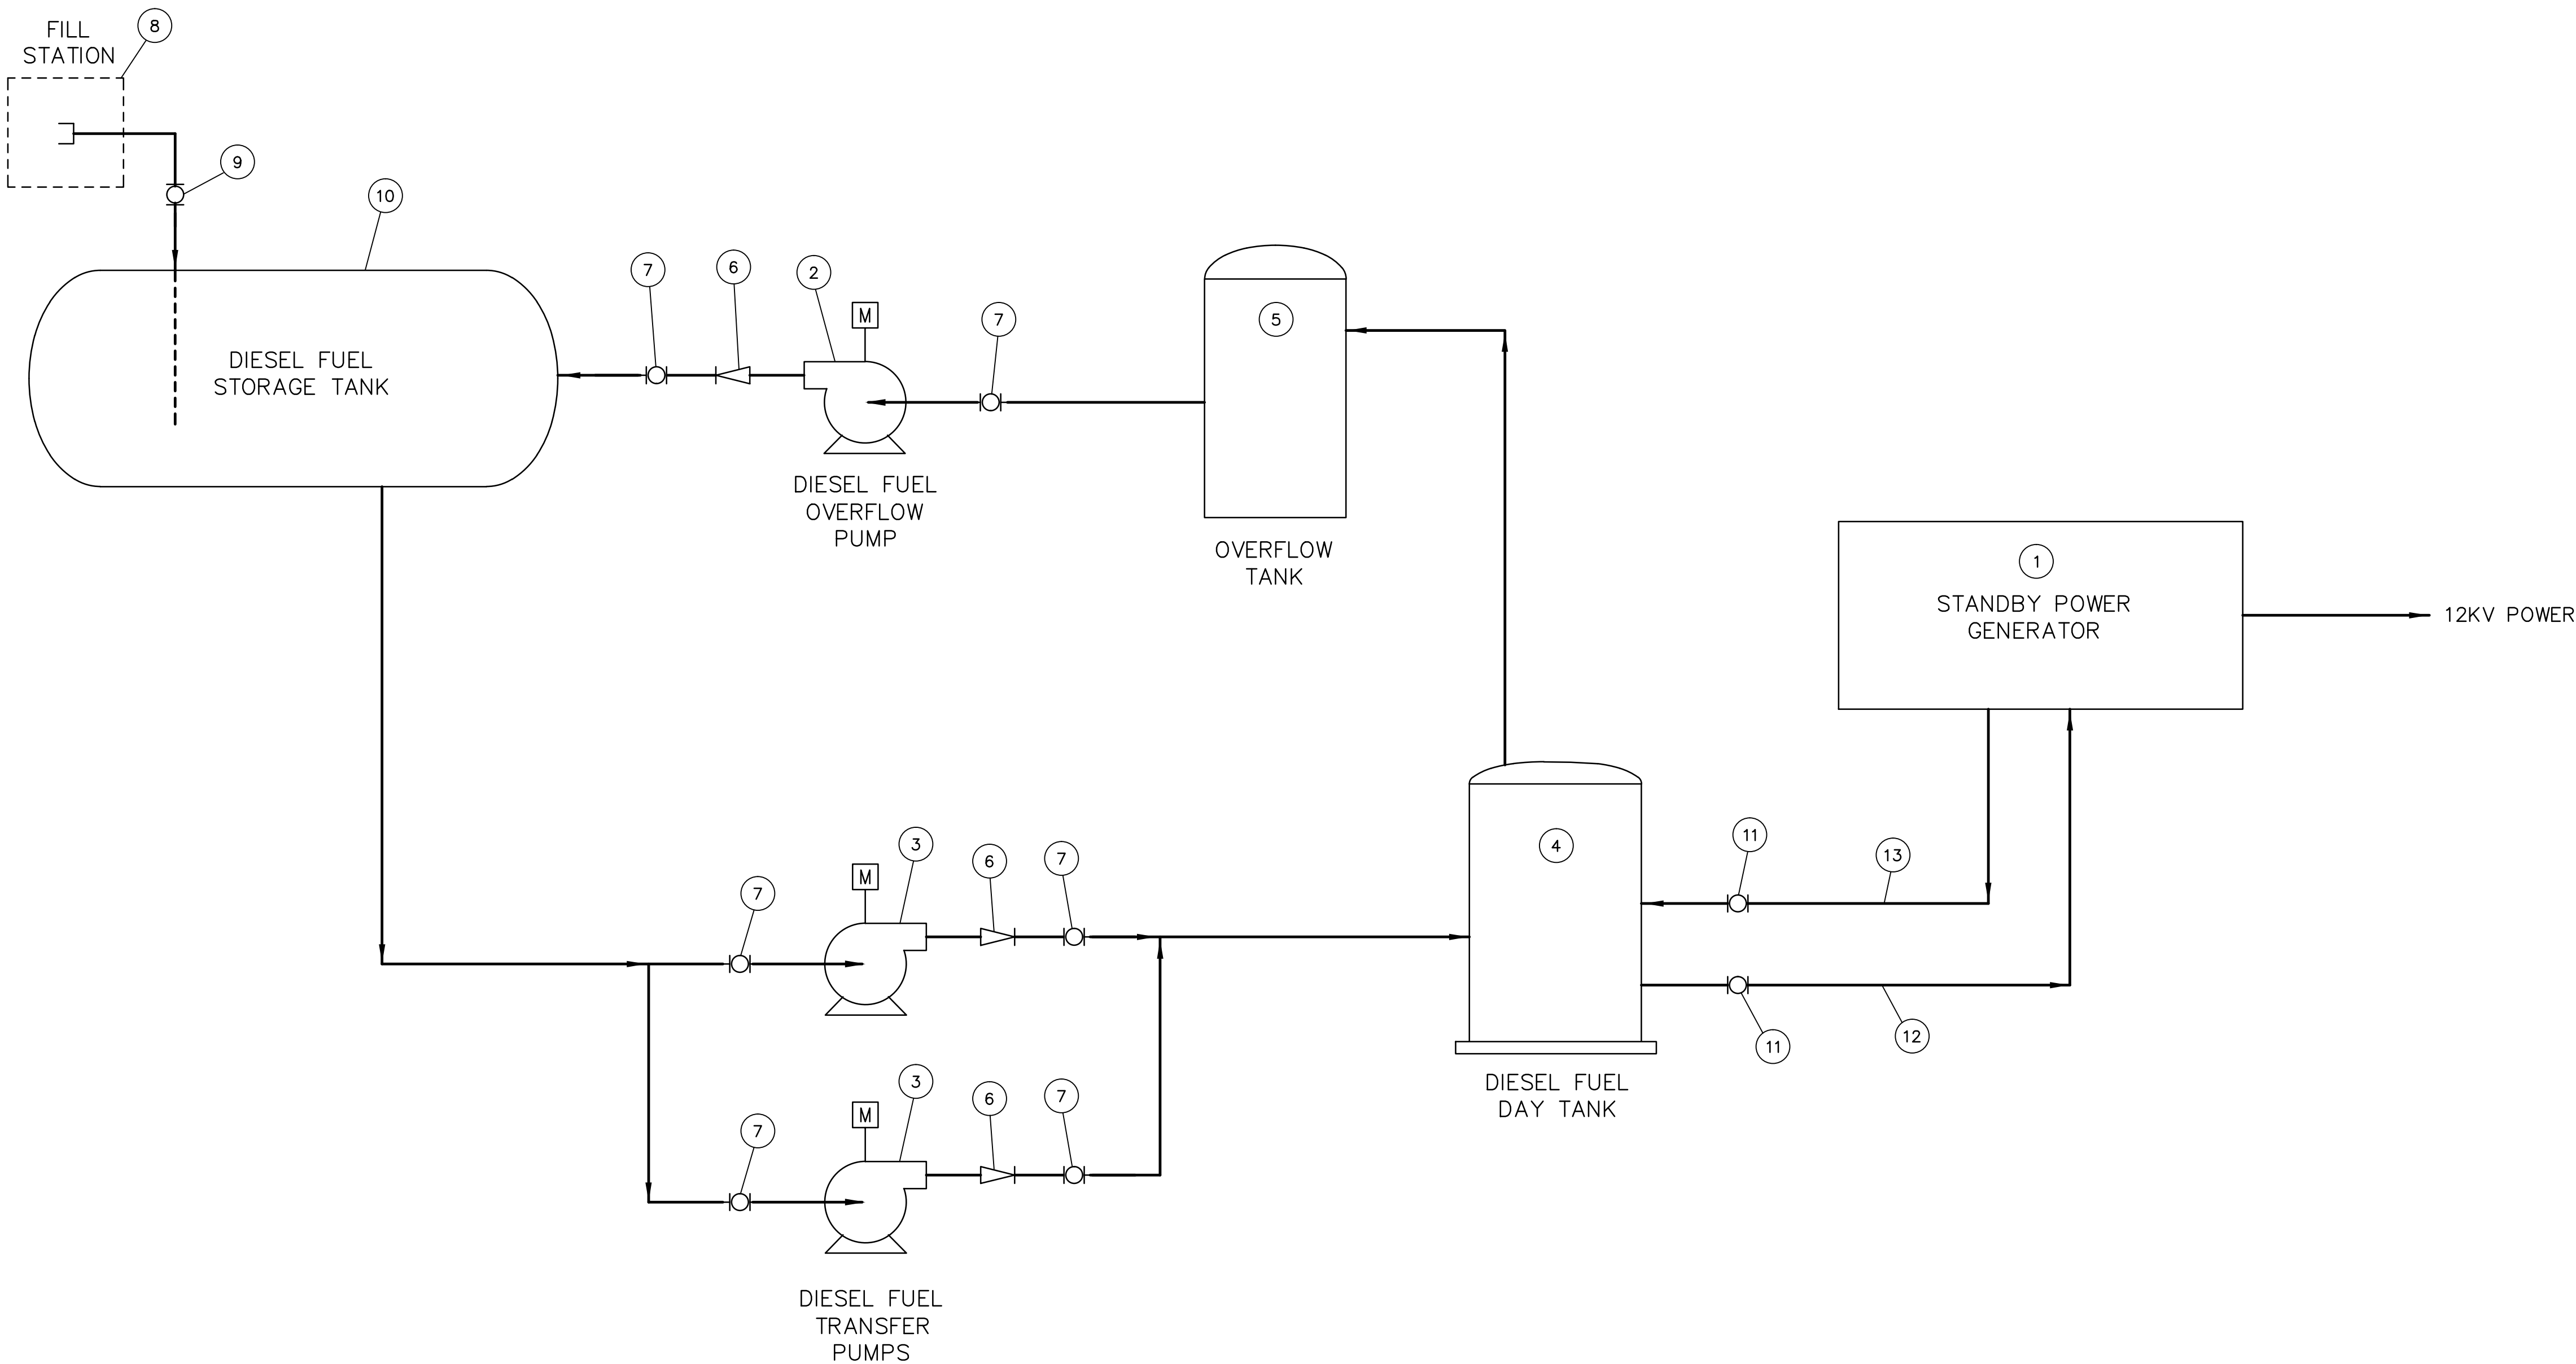 FILL
STATION
8
9
10
DIESEL FUEL
STORAGE TANK
7
6
2
M
7
DIESEL FUEL
OVERFLOW
PUMP
5
OVERFLOW
TANK
1
STANDBY POWER
GENERATOR
12KV POWER
7
M
3
6
7
7
M
3
6
7
DIESEL FUEL
TRANSFER
PUMPS
4
DIESEL FUEL
DAY TANK
11
13
11
12